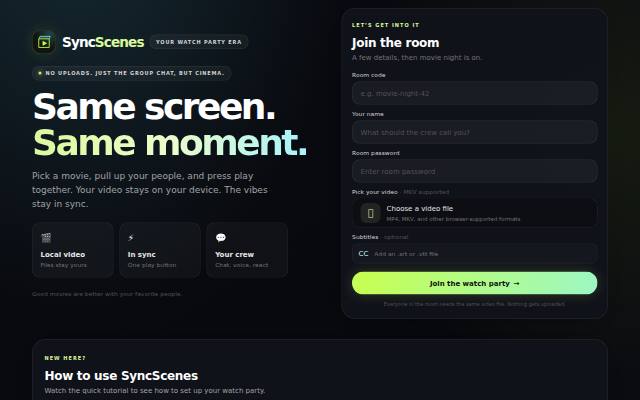 SyncScenes
YOUR WATCH PARTY ERA
NO UPLOADS. JUST THE GROUP CHAT, BUT CINEMA.
Same screen.
Same moment.
Pick a movie, pull up your people, and press play
together. Your video stays on your device. The vibes
stay in sync.
Local video
Files stay yours
In sync
One play button
Your crew
Chat, voice, react
Good movies are better with your favorite people.
LET'S GET INTO IT
Join the room
A few details, then movie night is on.
Room code
e.g. movie-night-42
Your name
What should the crew call you?
Room password
Enter room password
Pick your video · MKV supported
Choose a video file
MP4, MKV, and other browser-supported formats
Subtitles · optional
CC Add an .srt or .vtt file
Join the watch party →
Everyone in the room needs the same video file. Nothing gets uploaded.
NEW HERE?
How to use SyncScenes
Watch the quick tutorial to see how to set up your watch party.